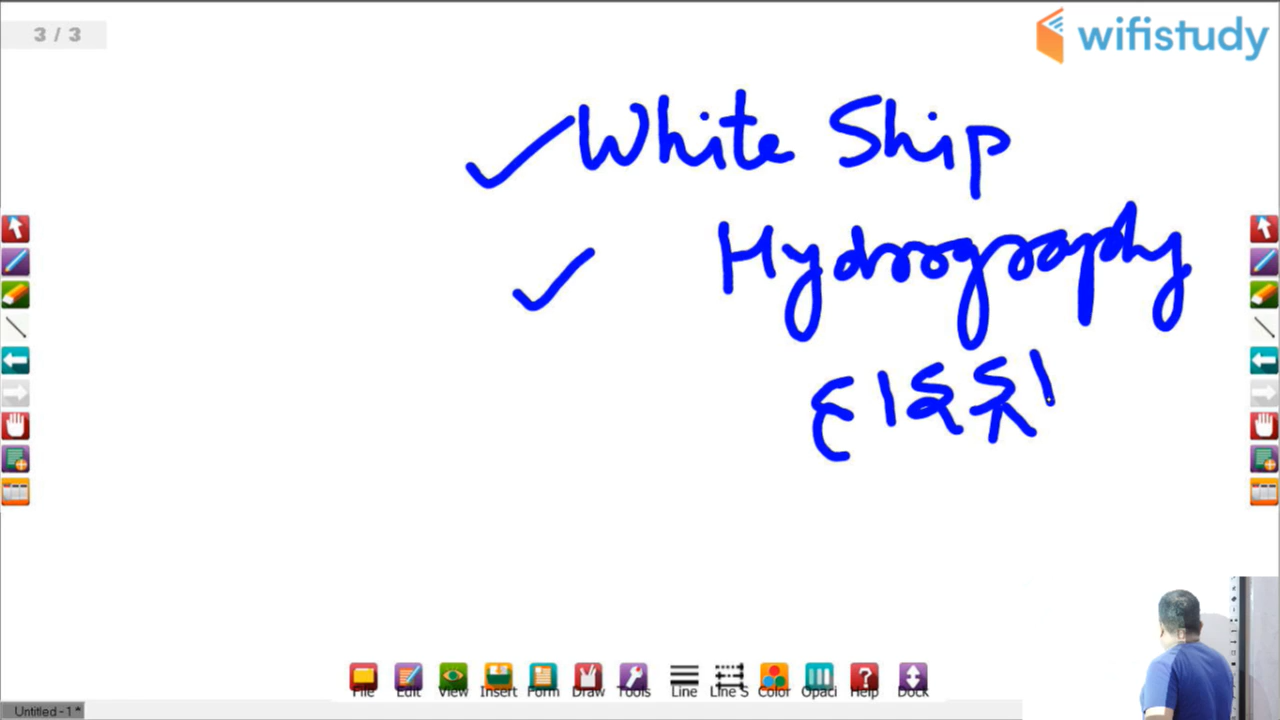 3 / 3
wifistudy
White Ship
Hydrography
File Edit View Insert Form Draw Tools Line Line S Color Opaci Help Dock
Untitled - 1 *